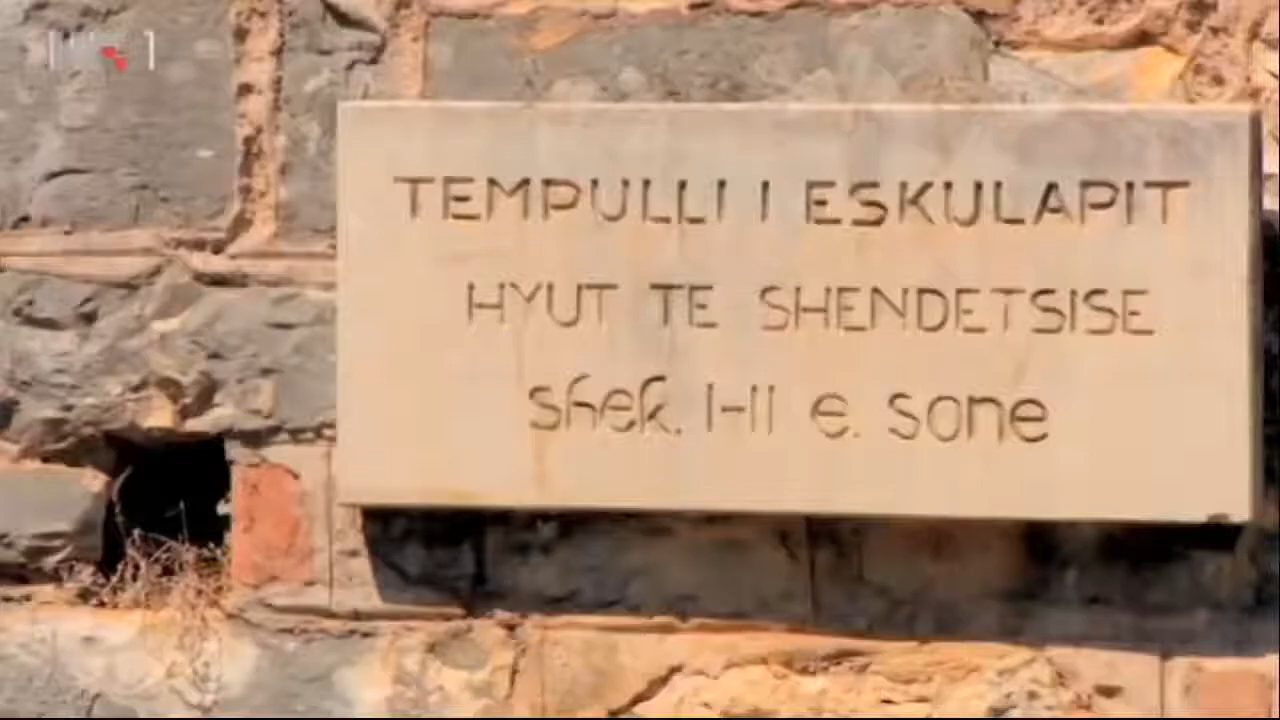 TEMPULLI I ESKULAPIT
HYUT TE SHENDETSISE
shek. I-II e. sone